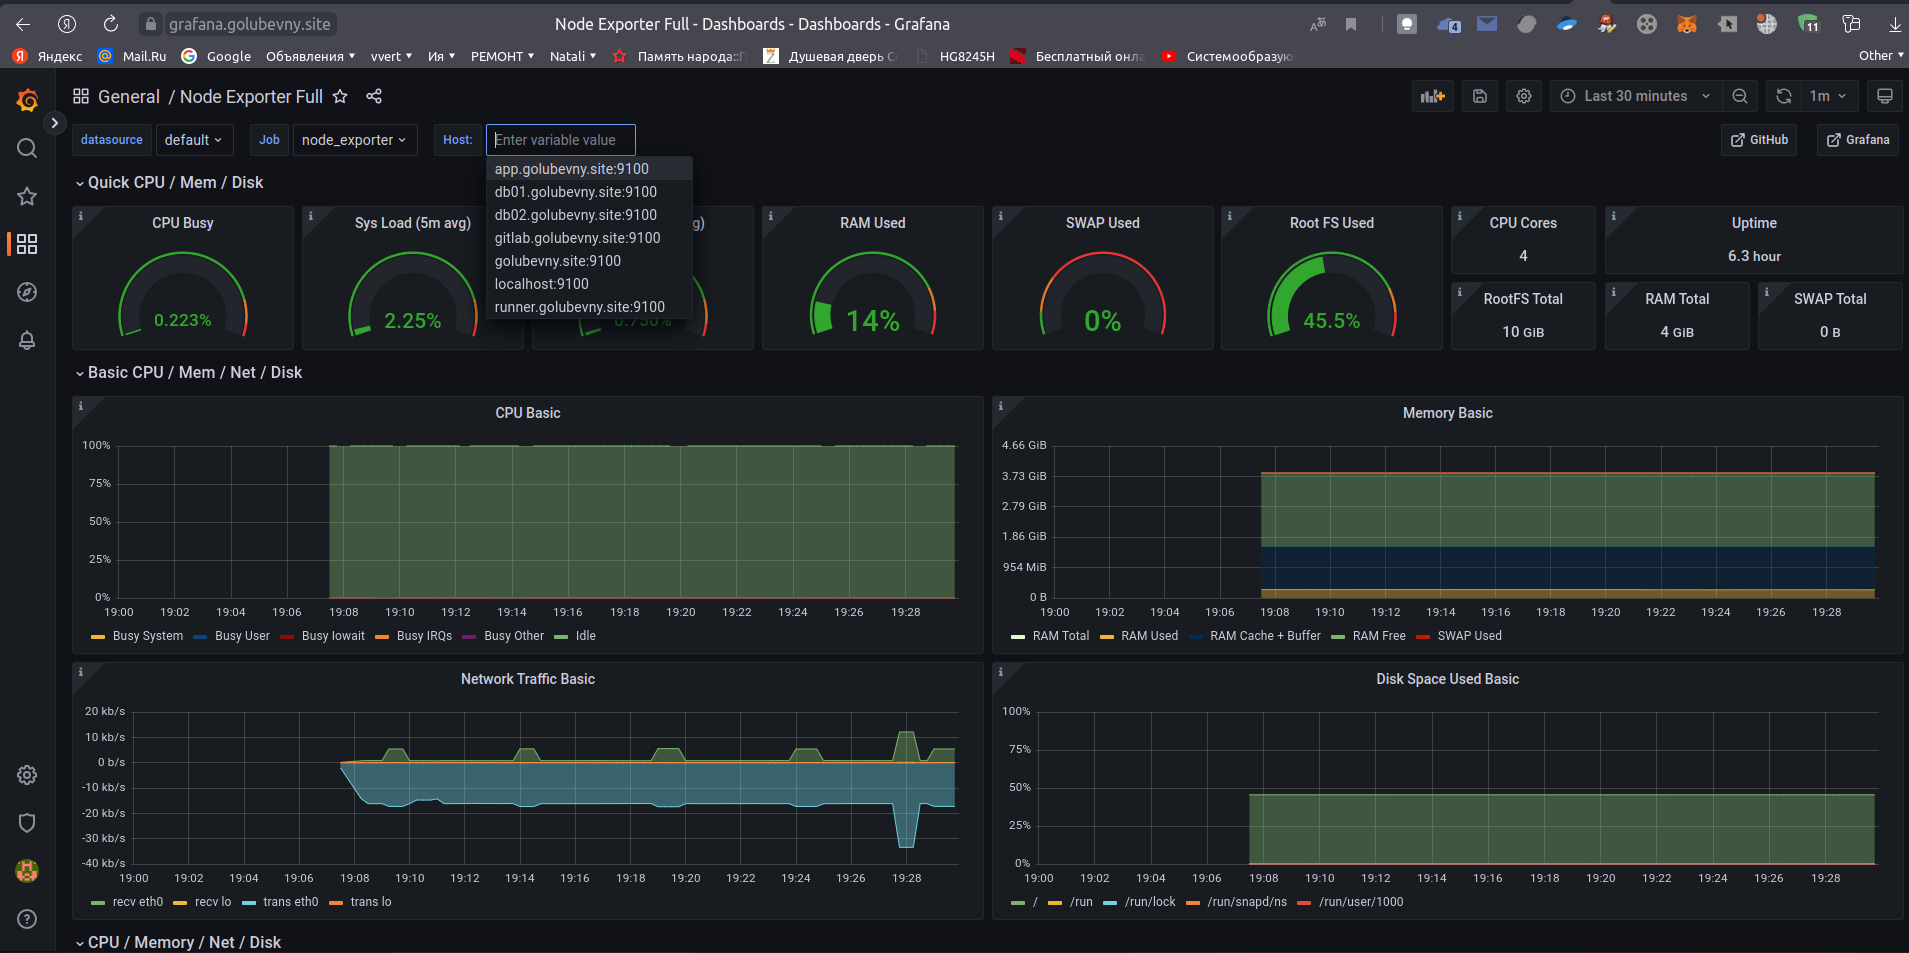 grafana.golubevny.site
Node Exporter Full - Dashboards - Dashboards - Grafana
4
11
Яндекс
Mail.Ru
Google
Объявления
vvert
Ия
РЕМОНТ
Natali
Память народа::П
Душевая дверь С
HG8245H
Бесплатный онла
Системообразую
Other
General / Node Exporter Full
Last 30 minutes
1m
datasource
default
Job
node_exporter
Host:
Enter variable value
GitHub
Grafana
app.golubevny.site:9100
db01.golubevny.site:9100
db02.golubevny.site:9100
gitlab.golubevny.site:9100
golubevny.site:9100
localhost:9100
runner.golubevny.site:9100
Quick CPU / Mem / Disk
CPU Busy
0.223%
Sys Load (5m avg)
2.25%
g)
0.750%
RAM Used
14%
SWAP Used
0%
Root FS Used
45.5%
CPU Cores
4
Uptime
6.3 hour
RootFS Total
10 GiB
RAM Total
4 GiB
SWAP Total
0 B
Basic CPU / Mem / Net / Disk
CPU Basic
100%
75%
50%
25%
0%
19:00 19:02 19:04 19:06 19:08 19:10 19:12 19:14 19:16 19:18 19:20 19:22 19:24 19:26 19:28
Busy System Busy User Busy Iowait Busy IRQs Busy Other Idle
Memory Basic
4.66 GiB
3.73 GiB
2.79 GiB
1.86 GiB
954 MiB
0 B
19:00 19:02 19:04 19:06 19:08 19:10 19:12 19:14 19:16 19:18 19:20 19:22 19:24 19:26 19:28
RAM Total RAM Used RAM Cache + Buffer RAM Free SWAP Used
Network Traffic Basic
20 kb/s
10 kb/s
0 b/s
-10 kb/s
-20 kb/s
-30 kb/s
-40 kb/s
19:00 19:02 19:04 19:06 19:08 19:10 19:12 19:14 19:16 19:18 19:20 19:22 19:24 19:26 19:28
recv eth0 recv lo trans eth0 trans lo
Disk Space Used Basic
100%
75%
50%
25%
0%
19:00 19:02 19:04 19:06 19:08 19:10 19:12 19:14 19:16 19:18 19:20 19:22 19:24 19:26 19:28
/ /run /run/lock /run/snapd/ns /run/user/1000
CPU / Memory / Net / Disk